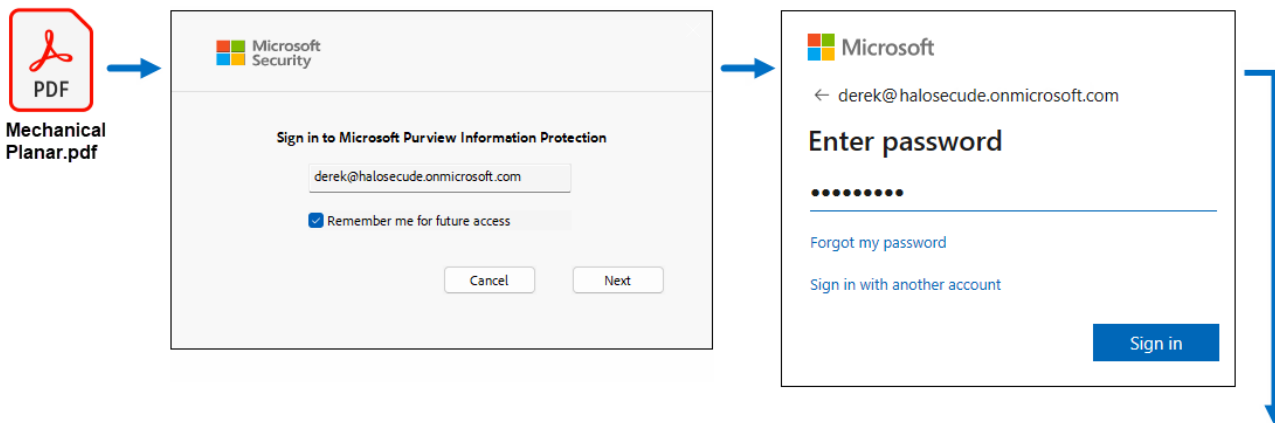 PDF
Mechanical
Planar.pdf
Microsoft
Security
Sign in to Microsoft Purview Information Protection
derek@halosecude.onmicrosoft.com
Remember me for future access
Cancel
Next
Microsoft
← derek@halosecude.onmicrosoft.com
Enter password
•••••••••
Forgot my password
Sign in with another account
Sign in